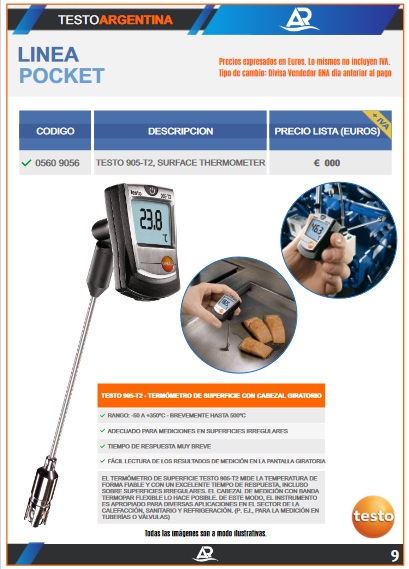 TESTOARGENTINA
AR
LINEA
POCKET
Precios expresados en Euros. Lo mismos no incluyen IVA.
Tipo de cambio: Divisa Vendedor BNA día anterior al pago
CODIGO DESCRIPCION PRECIO LISTA (EUROS)
+ IVA
0560 9056 TESTO 905-T2, SURFACE THERMOMETER € 000
testo 905-T2
23.8
°C
TESTO 905-T2 - TERMÓMETRO DE SUPERFICIE CON CABEZAL GIRATORIO
RANGO: -50 A +350°C - BREVEMENTE HASTA 500°C
ADECUADO PARA MEDICIONES EN SUPERFICIES IRREGULARES
TIEMPO DE RESPUESTA MUY BREVE
FÁCIL LECTURA DE LOS RESULTADOS DE MEDICIÓN EN LA PANTALLA GIRATORIA
EL TERMÓMETRO DE SUPERFICIE TESTO 905-T2 MIDE LA TEMPERATURA DE
FORMA FIABLE Y CON UN EXCELENTE TIEMPO DE RESPUESTA, INCLUSO
SOBRE SUPERFICIES IRREGULARES. EL CABEZAL DE MEDICIÓN CON BANDA
TERMOPAR FLEXIBLE LO HACE POSIBLE. DE ESTE MODO, EL INSTRUMENTO
ES APROPIADO PARA DIVERSAS APLICACIONES EN EL SECTOR DE LA
CALEFACCIÓN, SANITARIO Y REFRIGERACIÓN. (P. EJ., PARA LA MEDICIÓN EN
TUBERÍAS O VÁLVULAS)
testo
Todas las imágenes son a modo ilustrativas.
AR
9